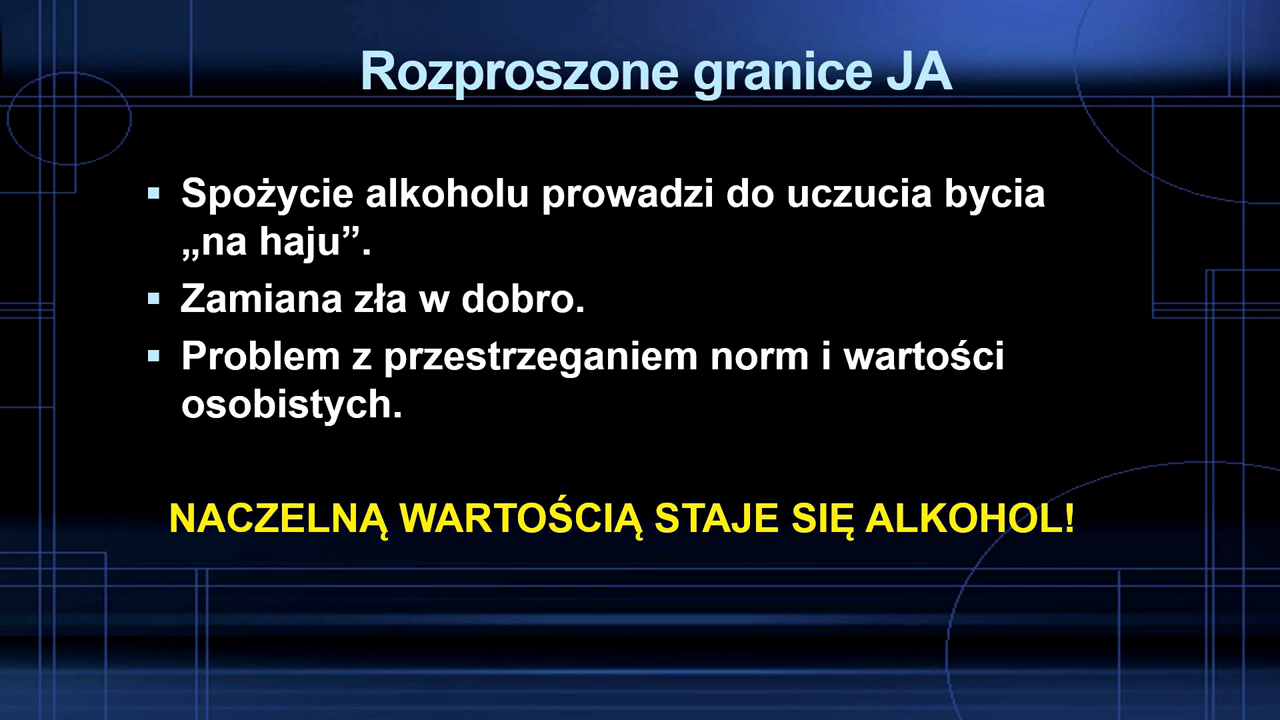 Rozproszone granice JA
▪ Spożycie alkoholu prowadzi do uczucia bycia
„na haju”.
▪ Zamiana zła w dobro.
▪ Problem z przestrzeganiem norm i wartości
osobistych.
NACZELNĄ WARTOŚCIĄ STAJE SIĘ ALKOHOL!